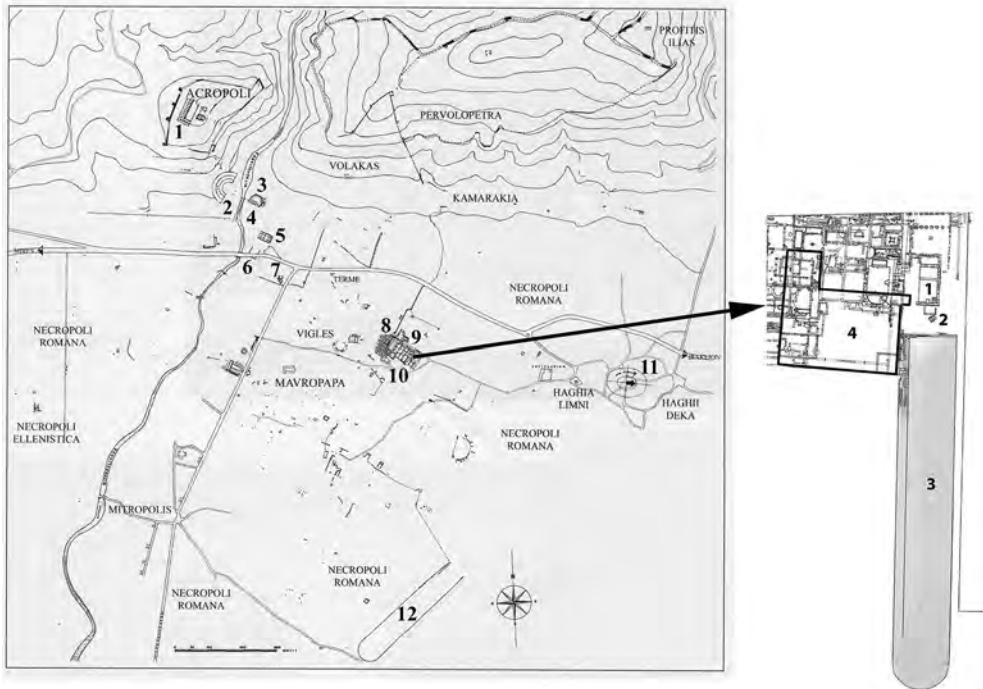 PROFITIS
ILIAS
ACROPOLI
1
PERVOLOPETRA
VOLAKAS
KAMARAKIA
3
2
4
5
6
7
TERME
NECROPOLI
ROMANA
NECROPOLI
ROMANA
VIGLES
8
9
10
MAVROPAPA
11
HAGHIA
LIMNI
HAGHII
DEKA
NECROPOLI
ELLENISTICA
NECROPOLI
ROMANA
MITROPOLIS
NECROPOLI
ROMANA
NECROPOLI
ROMANA
12
1
2
4
3